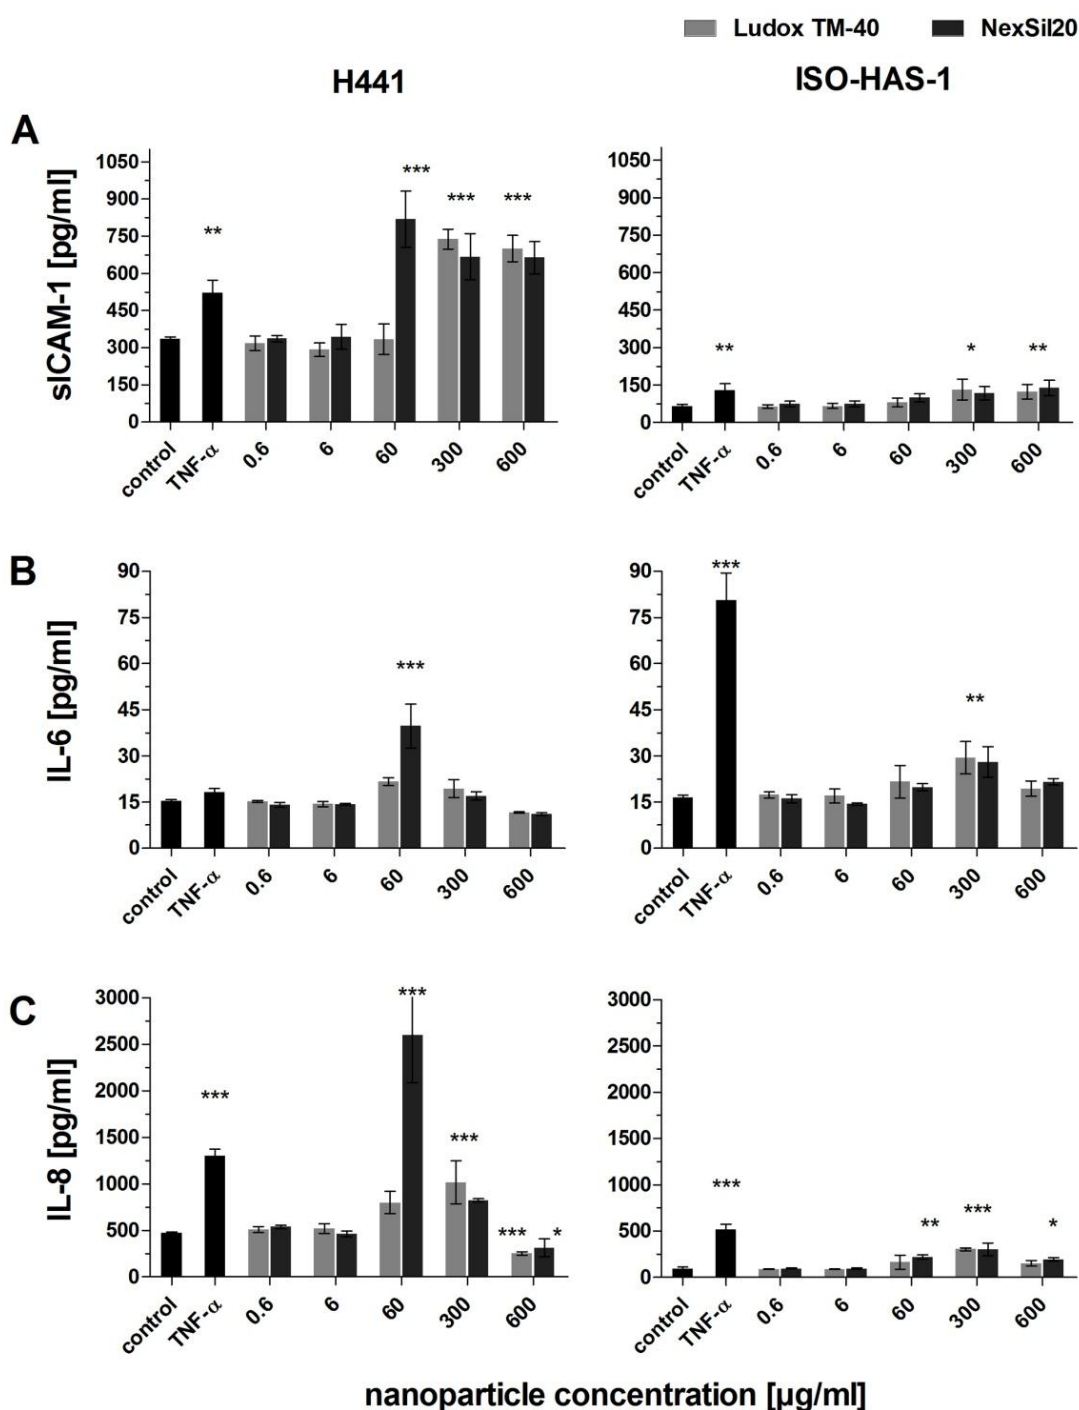 Ludox TM-40 NexSil20
H441 ISO-HAS-1
A
sICAM-1 [pg/ml]
1050 *** 1050
900 *** *** 900
750 ** 750
600 600
450 450
300 300 ** * **
150 150
0 0
control TNF-α 0.6 6 60 300 600 control TNF-α 0.6 6 60 300 600
B
IL-6 [pg/ml]
90 90 ***
75 75
60 *** 60
45 45 **
30 30
15 15
0 0
control TNF-α 0.6 6 60 300 600 control TNF-α 0.6 6 60 300 600
C
IL-8 [pg/ml]
3000 *** 3000
2500 2500
2000 *** 2000
1500 *** 1500
1000 1000 *** ** *** *
500 *** * 500
0 0
control TNF-α 0.6 6 60 300 600 control TNF-α 0.6 6 60 300 600
nanoparticle concentration [µg/ml]